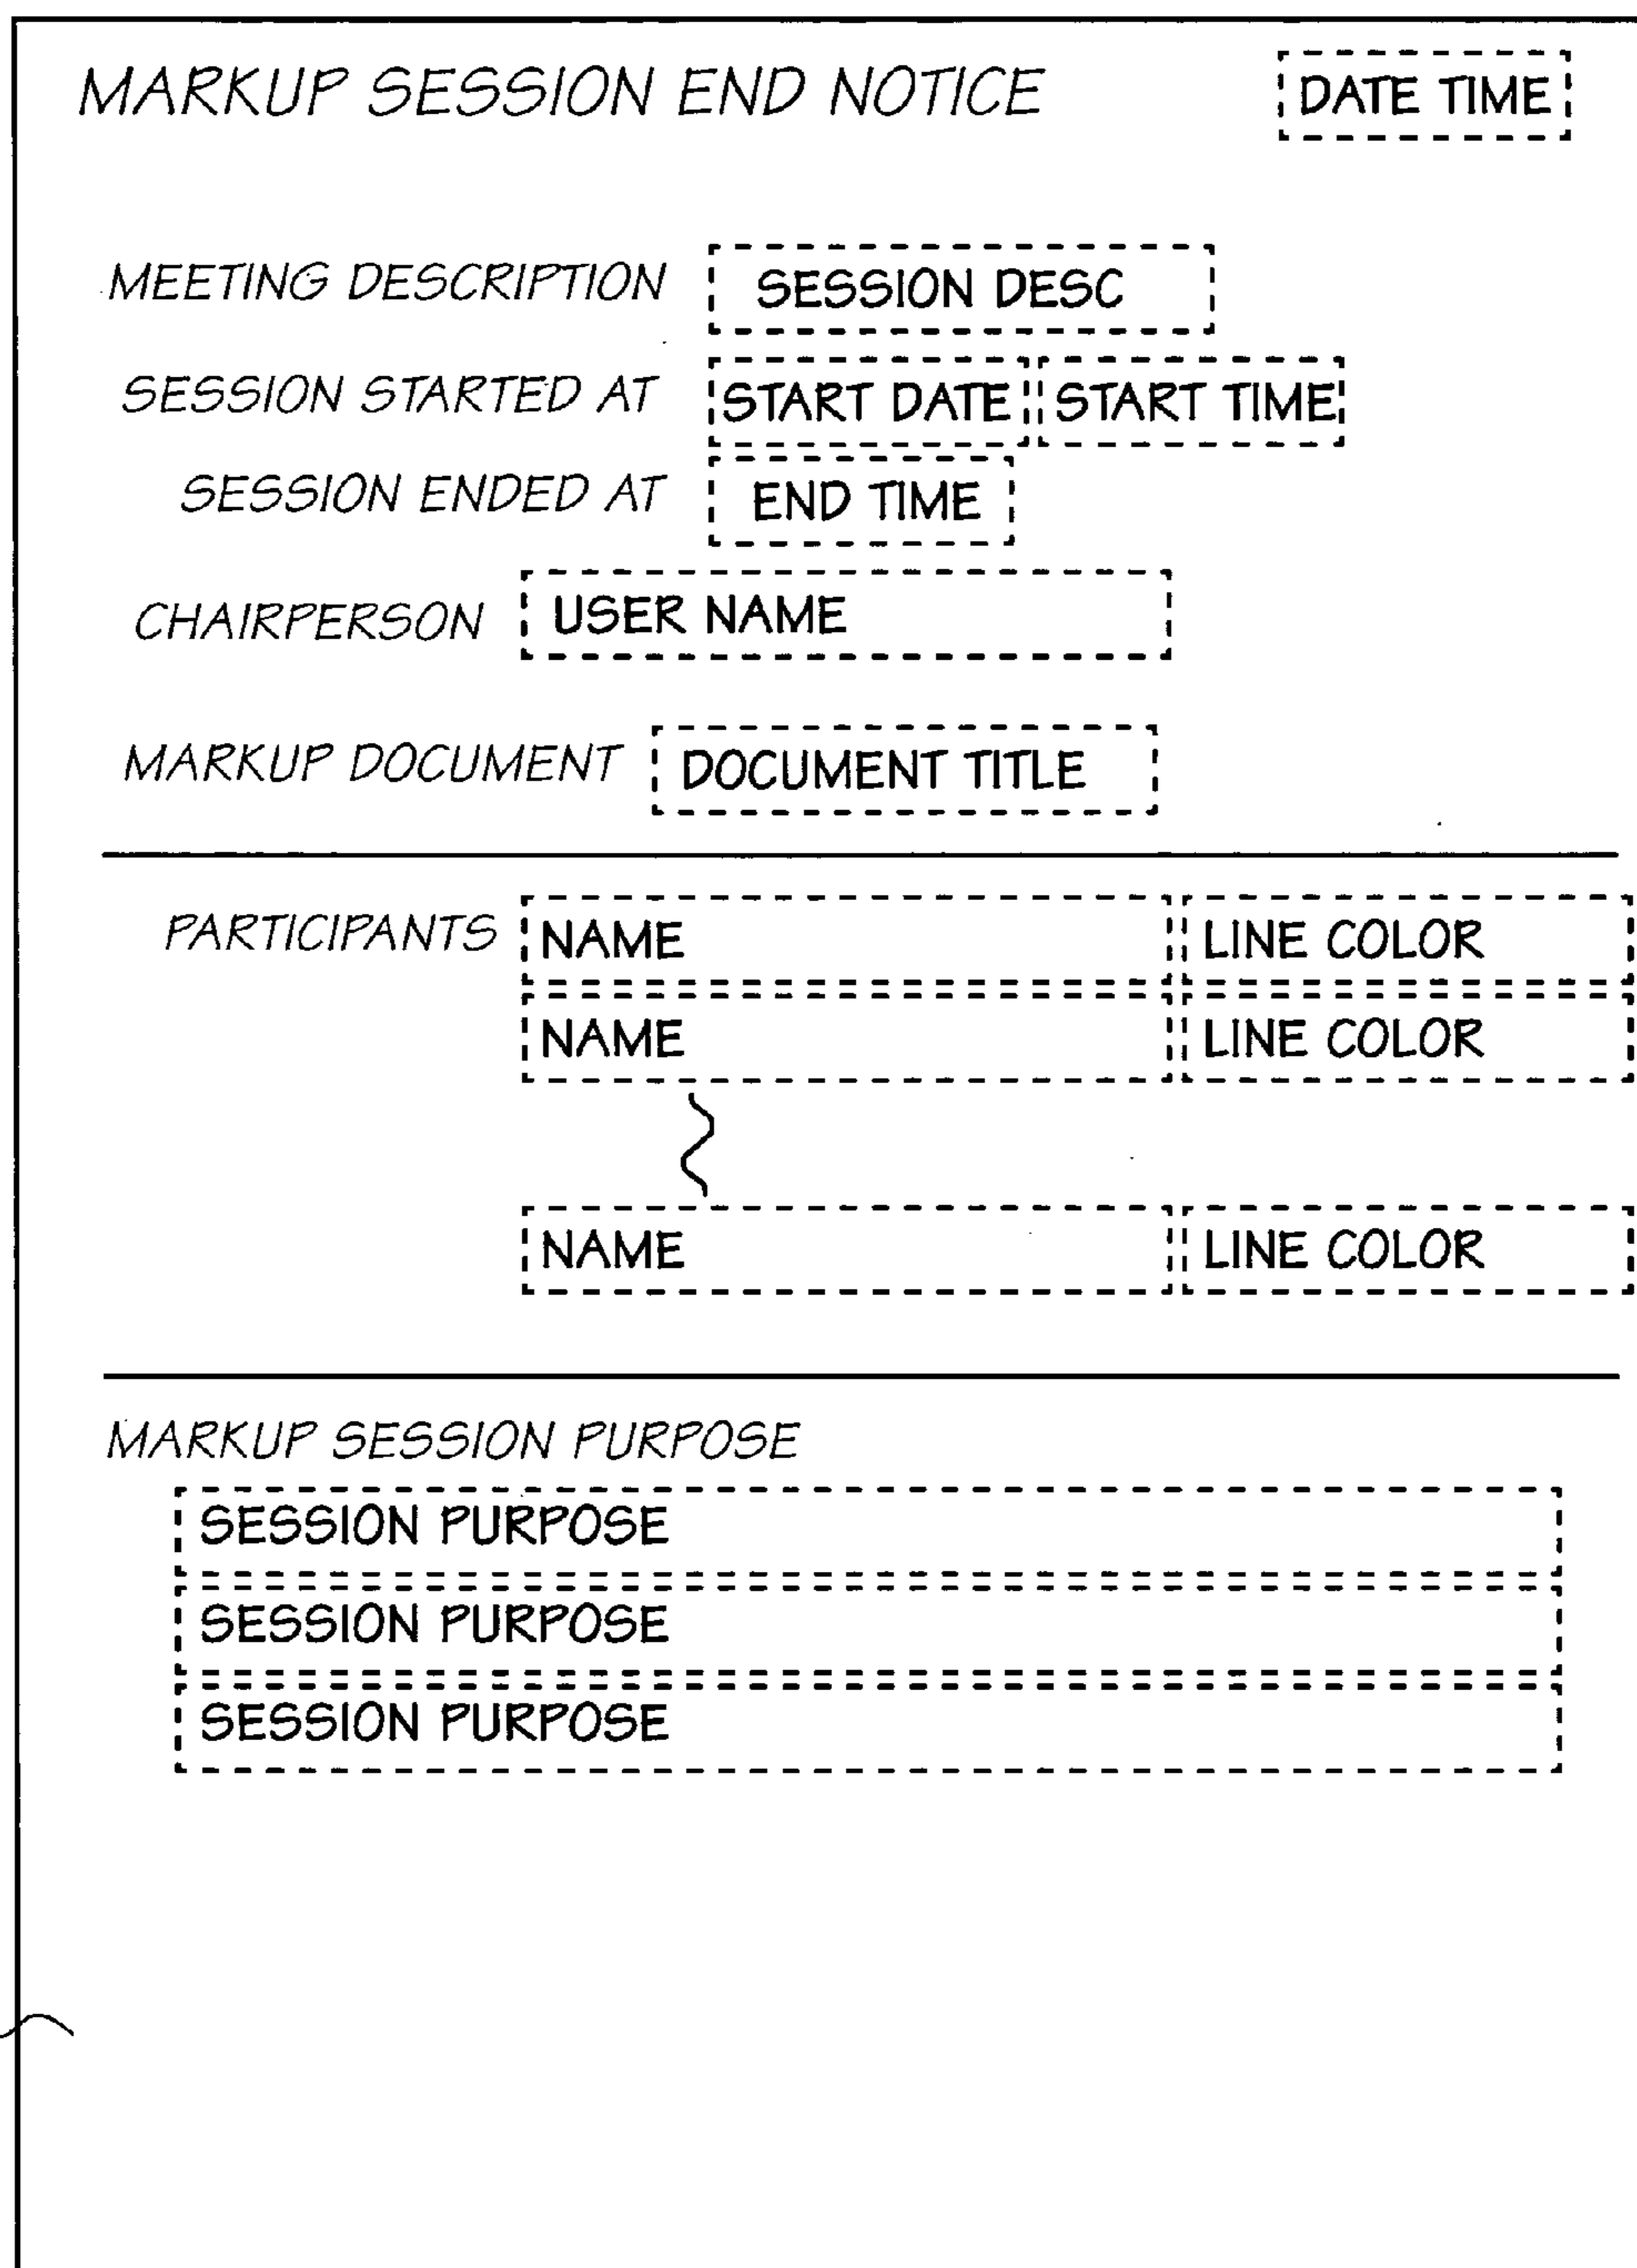 MARKUP SESSION END NOTICE DATE TIME
MEETING DESCRIPTION SESSION DESC
SESSION STARTED AT START DATE START TIME
SESSION ENDED AT END TIME
CHAIRPERSON USER NAME
MARKUP DOCUMENT DOCUMENT TITLE
PARTICIPANTS NAME LINE COLOR
NAME LINE COLOR
NAME LINE COLOR
MARKUP SESSION PURPOSE
SESSION PURPOSE
SESSION PURPOSE
SESSION PURPOSE